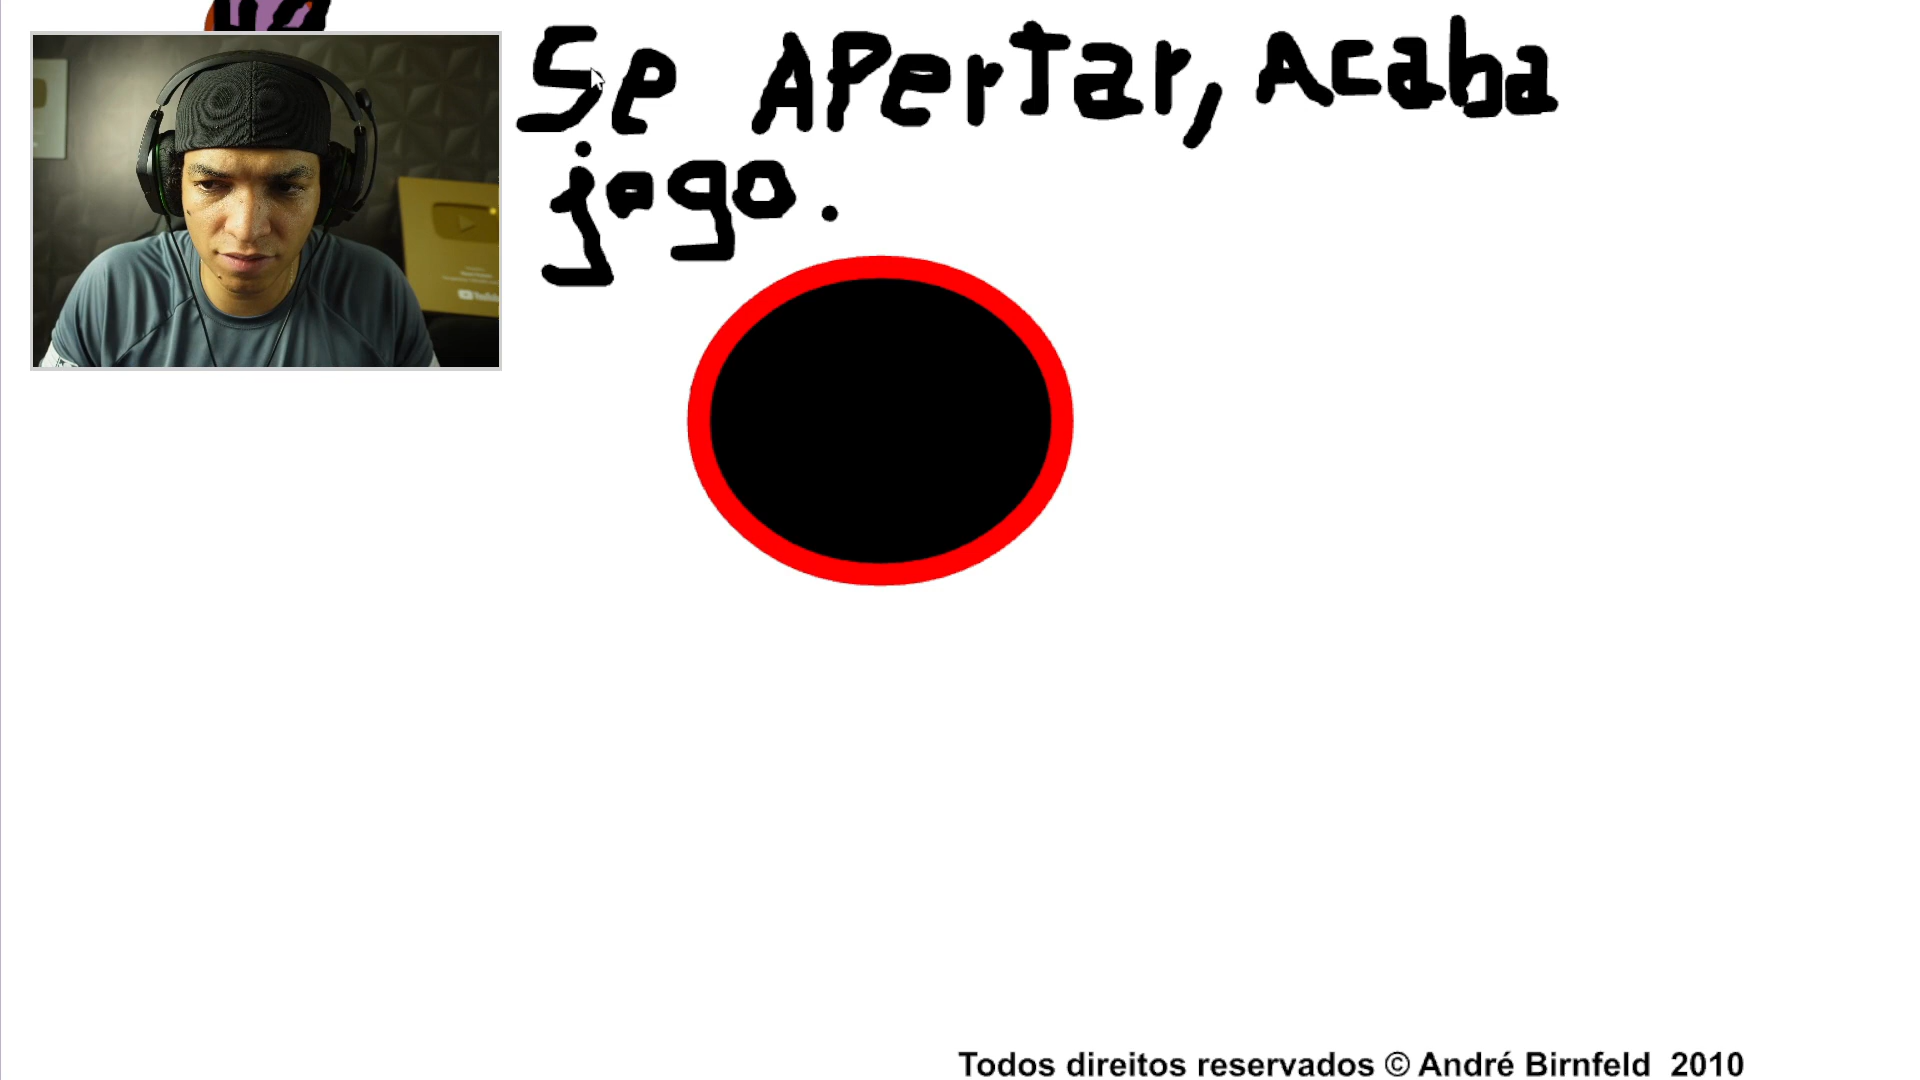 Se APertar, Acaba
jogo.
Todos direitos reservados © André Birnfeld 2010